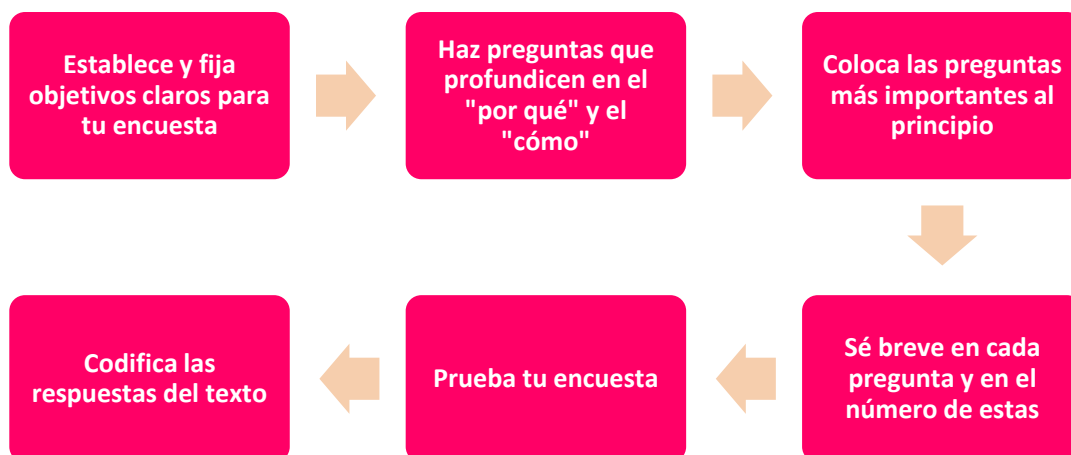 Establece y fija
objetivos claros para
tu encuesta
Haz preguntas que
profundicen en el
"por qué" y el
"cómo"
Coloca las preguntas
más importantes al
principio
Sé breve en cada
pregunta y en el
número de estas
Prueba tu encuesta
Codifica las
respuestas del texto